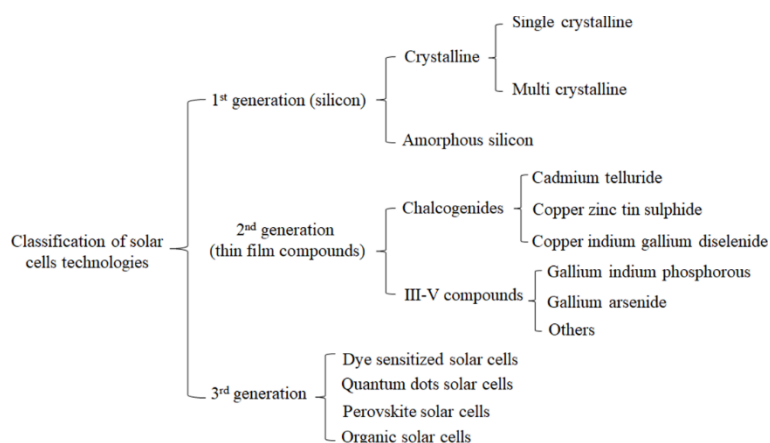 Single crystalline
Crystalline
Multi crystalline
1st generation (silicon)
Amorphous silicon
Cadmium telluride
Chalcogenides
Copper zinc tin sulphide
2nd generation
(thin film compounds)
Copper indium gallium diselenide
Classification of solar
cells technologies
Gallium indium phosphorous
III-V compounds
Gallium arsenide
Others
Dye sensitized solar cells
Quantum dots solar cells
3rd generation
Perovskite solar cells
Organic solar cells